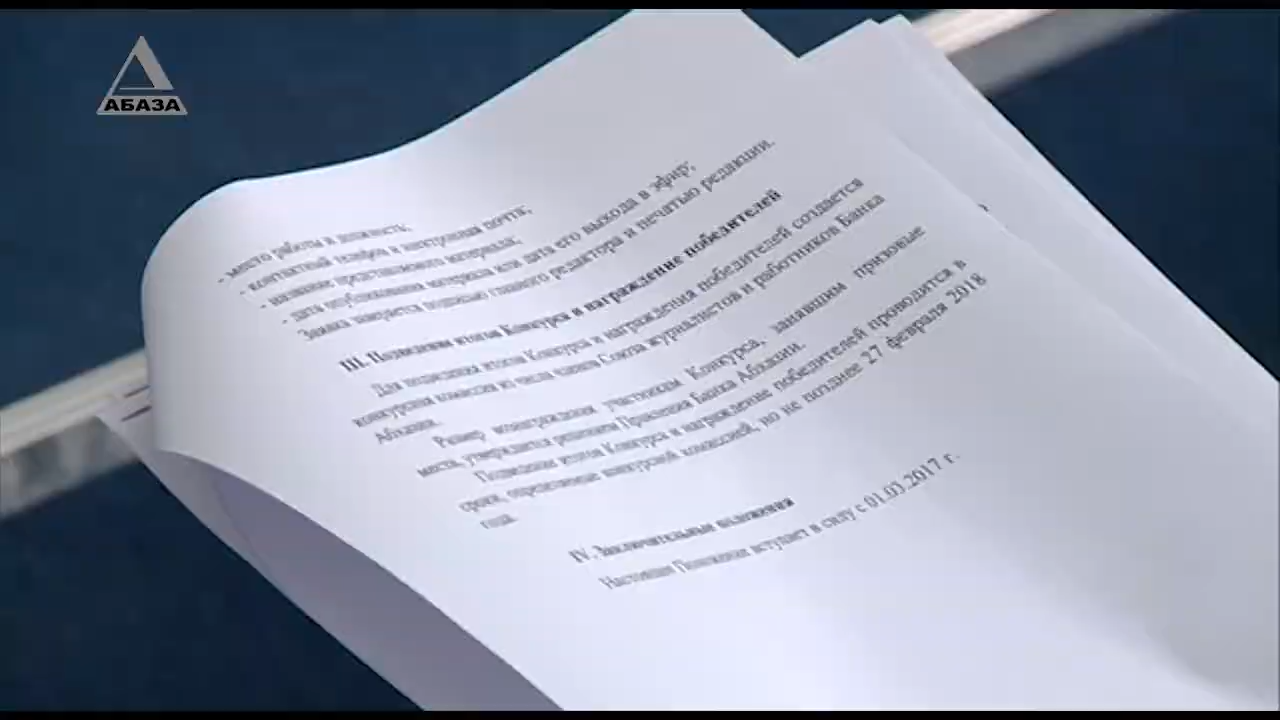 АБАЗА
- место работы и должность;
- контактный телефон и электронная почта;
- название представляемого материала;
- дата опубликования материала или дата его выхода в эфир;
Заявка заверяется подписью главного редактора и печатью редакции.
III. Подведение итогов Конкурса и награждение победителей
Для подведения итогов Конкурса и награждения победителей создается
конкурсная комиссия из числа членов Союза журналистов и работников Банка
Абхазии.
Размер вознаграждения участникам Конкурса, занявшим призовые
места, утверждается решением Правления Банка Абхазии.
Подведение итогов Конкурса и награждение победителей проводится в
сроки, определенные конкурсной комиссией, но не позднее 27 февраля 2018
года.
IV. Заключительные положения
Настоящее Положение вступает в силу с 01.03.2017 г.